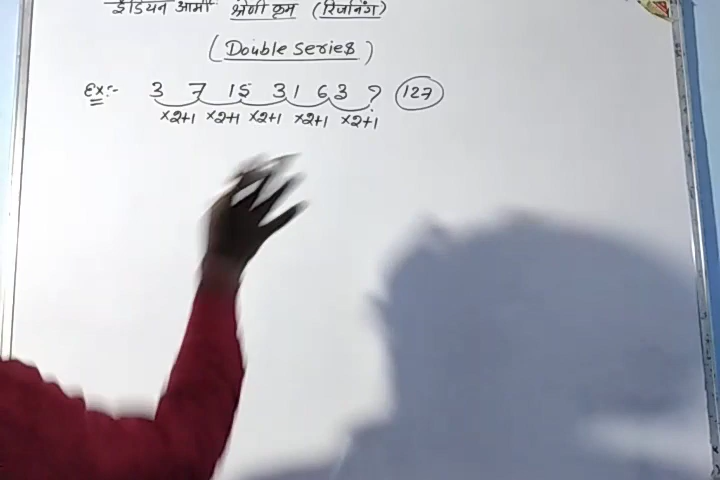 इंडियन आर्मी श्रेणी क्रम (रिजनिंग)
(Double Series)
Ex:- 3 7 15 31 63 ? 127
×2+1 ×2+1 ×2+1 ×2+1 ×2+1